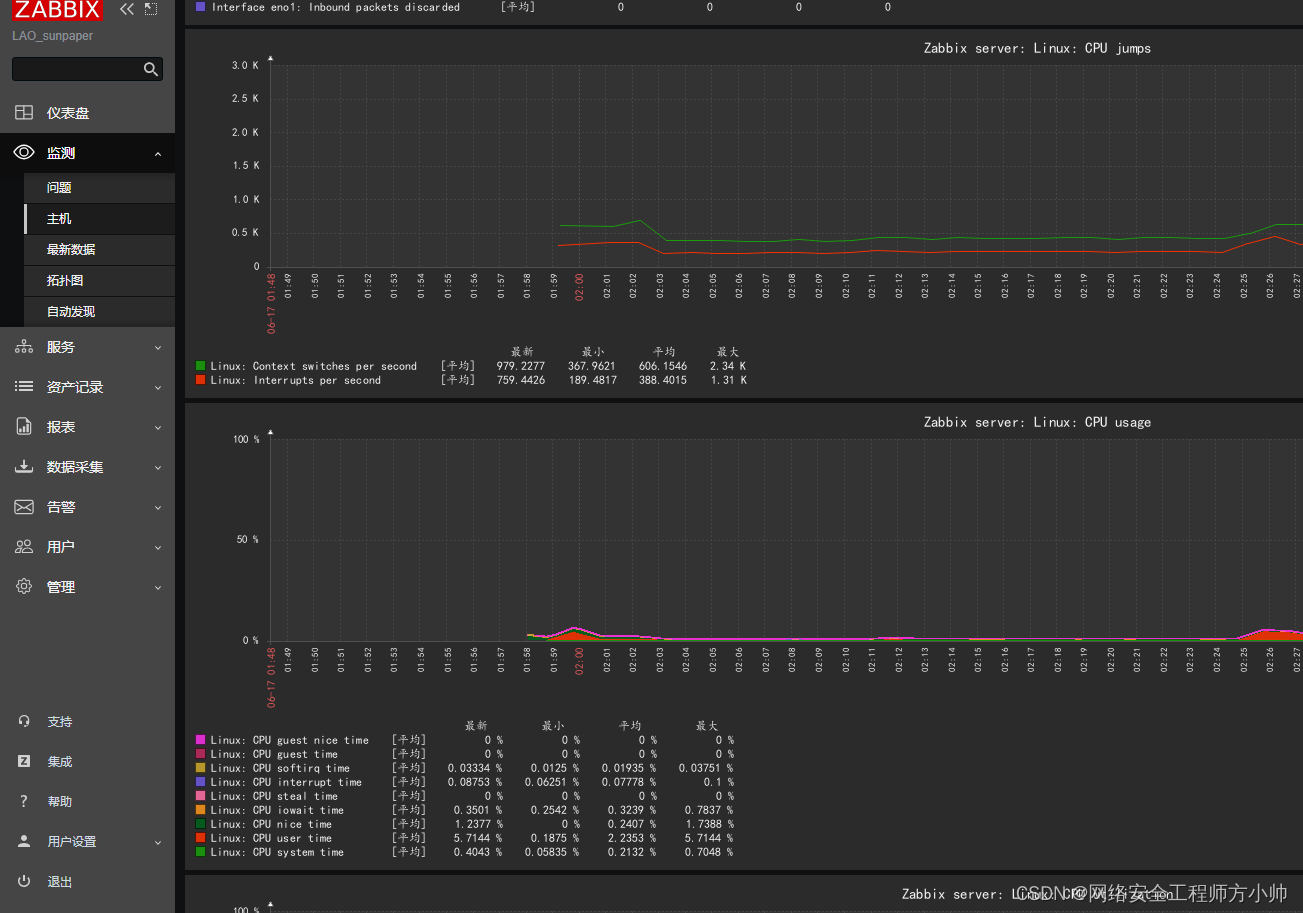 ZABBIX
LAO_sunpaper
仪表盘
监测
问题
主机
最新数据
拓扑图
自动发现
服务
资产记录
报表
数据采集
告警
用户
管理
支持
Z 集成
? 帮助
用户设置
退出
Interface eno1: Inbound packets discarded [平均] 0 0 0 0
Zabbix server: Linux: CPU jumps
3.0 K
2.5 K
2.0 K
1.5 K
1.0 K
0.5 K
0
06-17 01:48 01:49 01:50 01:51 01:52 01:53 01:54 01:55 01:56 01:57 01:58 01:59 02:00 02:01 02:02 02:03 02:04 02:05 02:06 02:07 02:08 02:09 02:10 02:11 02:12 02:13 02:14 02:15 02:16 02:17 02:18 02:19 02:20 02:21 02:22 02:23 02:24 02:25 02:26 02:27
最新 最小 平均 最大
Linux: Context switches per second [平均] 979.2277 367.9621 606.1546 2.34 K
Linux: Interrupts per second [平均] 759.4426 189.4817 388.4015 1.31 K
Zabbix server: Linux: CPU usage
100 %
50 %
0 %
06-17 01:48 01:49 01:50 01:51 01:52 01:53 01:54 01:55 01:56 01:57 01:58 01:59 02:00 02:01 02:02 02:03 02:04 02:05 02:06 02:07 02:08 02:09 02:10 02:11 02:12 02:13 02:14 02:15 02:16 02:17 02:18 02:19 02:20 02:21 02:22 02:23 02:24 02:25 02:26 02:27
最新 最小 平均 最大
Linux: CPU guest nice time [平均] 0 % 0 % 0 % 0 %
Linux: CPU guest time [平均] 0 % 0 % 0 % 0 %
Linux: CPU softirq time [平均] 0.03334 % 0.0125 % 0.01935 % 0.03751 %
Linux: CPU interrupt time [平均] 0.08753 % 0.06251 % 0.07778 % 0.1 %
Linux: CPU steal time [平均] 0 % 0 % 0 % 0 %
Linux: CPU iowait time [平均] 0.3501 % 0.2542 % 0.3239 % 0.7837 %
Linux: CPU nice time [平均] 1.2377 % 0 % 0.2407 % 1.7388 %
Linux: CPU user time [平均] 5.7144 % 0.1875 % 2.2353 % 5.7144 %
Linux: CPU system time [平均] 0.4043 % 0.05835 % 0.2132 % 0.7048 %
Zabbix server: Linux: CPU utilization
100 %
CSDN @网络安全工程师方小帅